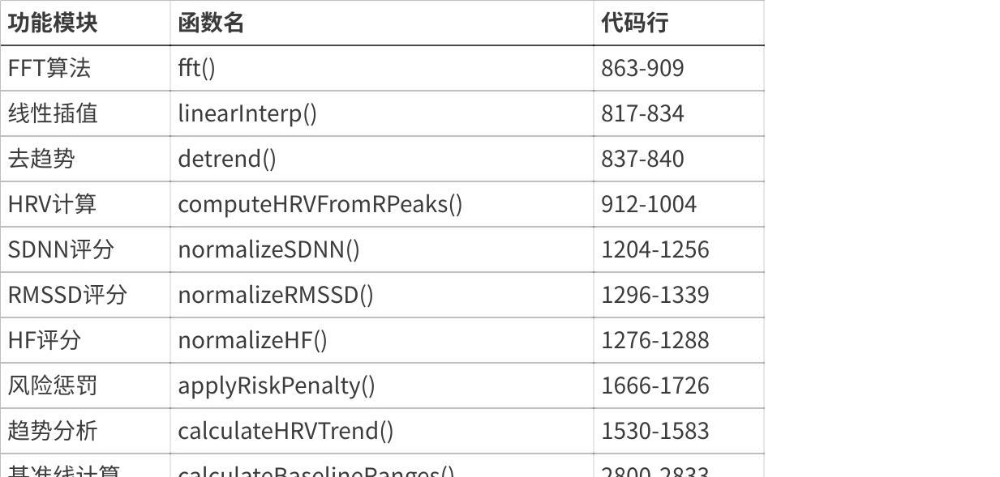 功能模块 函数名 代码行
FFT算法 fft() 863-909
线性插值 linearInterp() 817-834
去趋势 detrend() 837-840
HRV计算 computeHRVFromRPeaks() 912-1004
SDNN评分 normalizeSDNN() 1204-1256
RMSSD评分 normalizeRMSSD() 1296-1339
HF评分 normalizeHF() 1276-1288
风险惩罚 applyRiskPenalty() 1666-1726
趋势分析 calculateHRVTrend() 1530-1583
基准线计算 calculateBaselineRanges() 2800-2833